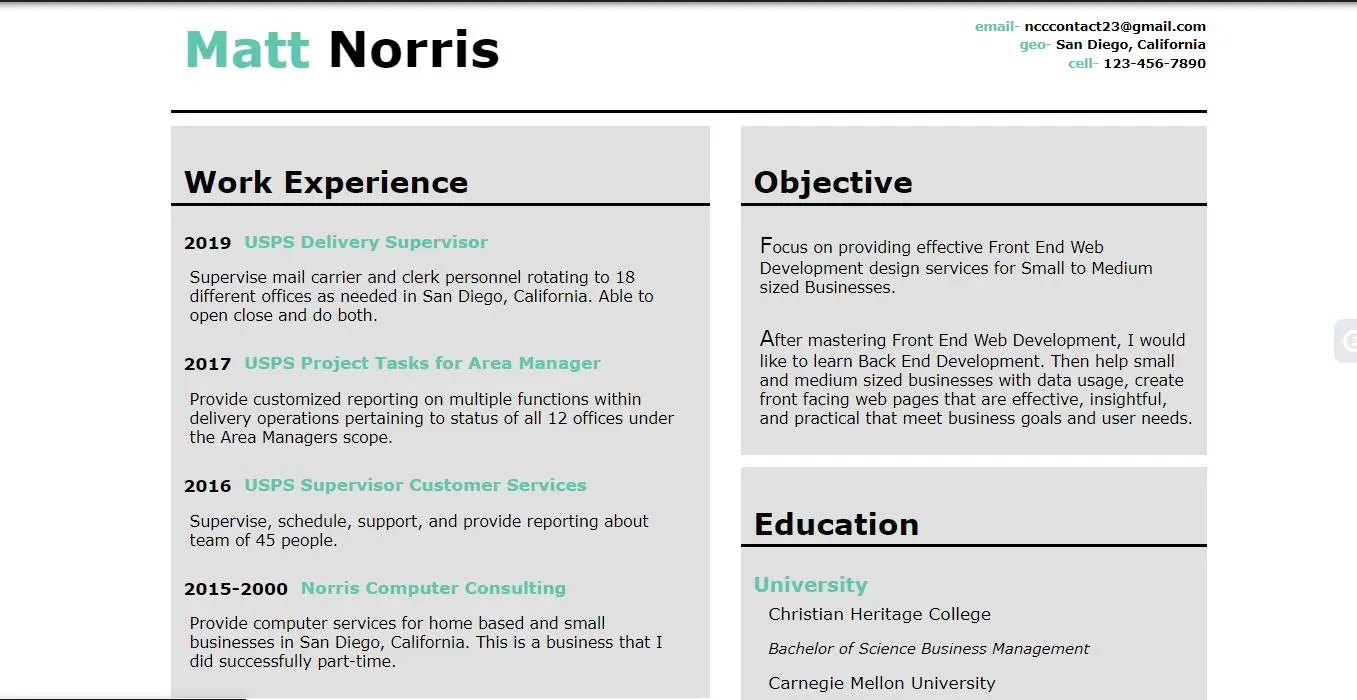 Matt Norris
email- ncccontact23@gmail.com
geo- San Diego, California
cell- 123-456-7890
Work Experience
2019 USPS Delivery Supervisor
Supervise mail carrier and clerk personnel rotating to 18
different offices as needed in San Diego, California. Able to
open close and do both.
2017 USPS Project Tasks for Area Manager
Provide customized reporting on multiple functions within
delivery operations pertaining to status of all 12 offices under
the Area Managers scope.
2016 USPS Supervisor Customer Services
Supervise, schedule, support, and provide reporting about
team of 45 people.
2015-2000 Norris Computer Consulting
Provide computer services for home based and small
businesses in San Diego, California. This is a business that I
did successfully part-time.
Objective
Focus on providing effective Front End Web
Development design services for Small to Medium
sized Businesses.
After mastering Front End Web Development, I would
like to learn Back End Development. Then help small
and medium sized businesses with data usage, create
front facing web pages that are effective, insightful,
and practical that meet business goals and user needs.
Education
University
Christian Heritage College
Bachelor of Science Business Management
Carnegie Mellon University